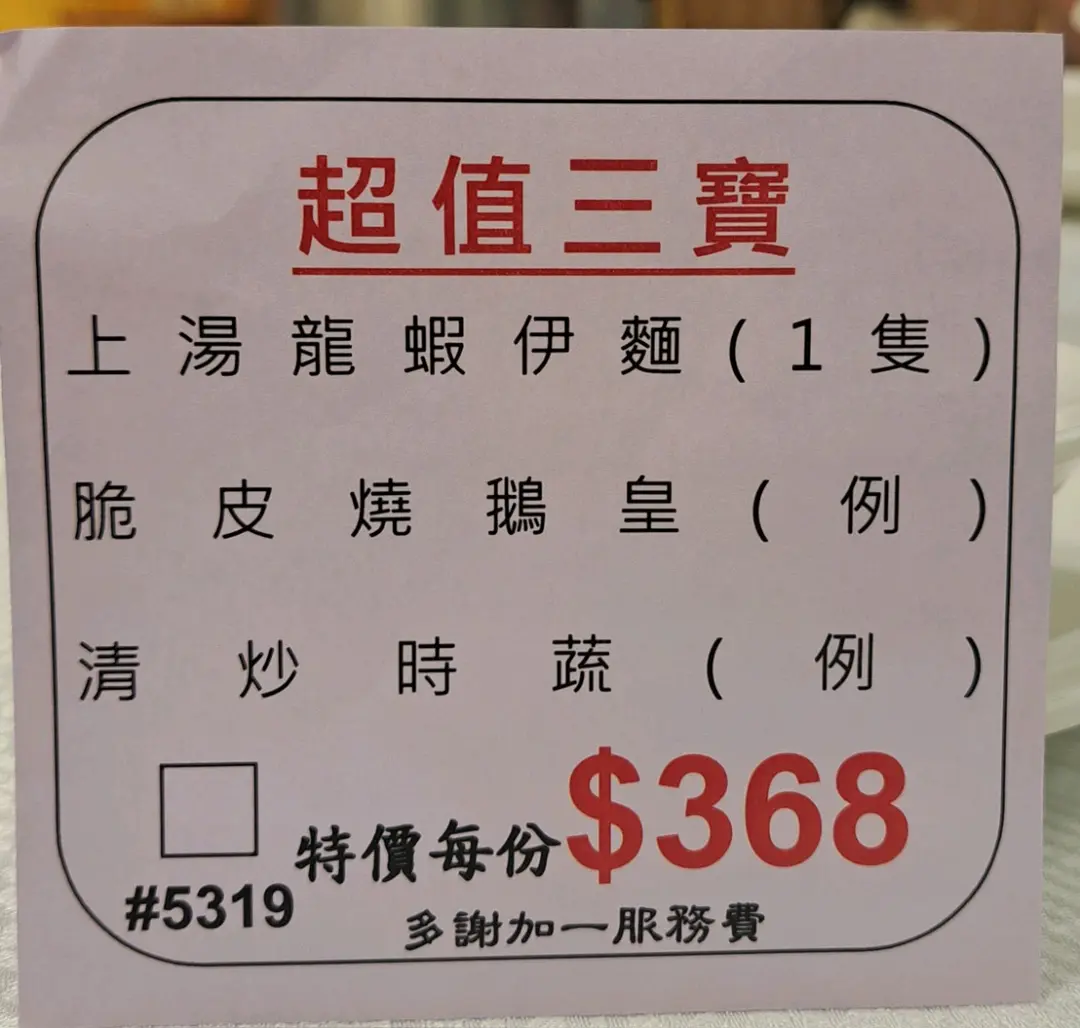 超值三寶
上湯龍蝦伊麵(1隻)
脆皮燒鵝皇(例)
清炒時蔬(例)
特價每份$368
#5319
多謝加一服務費